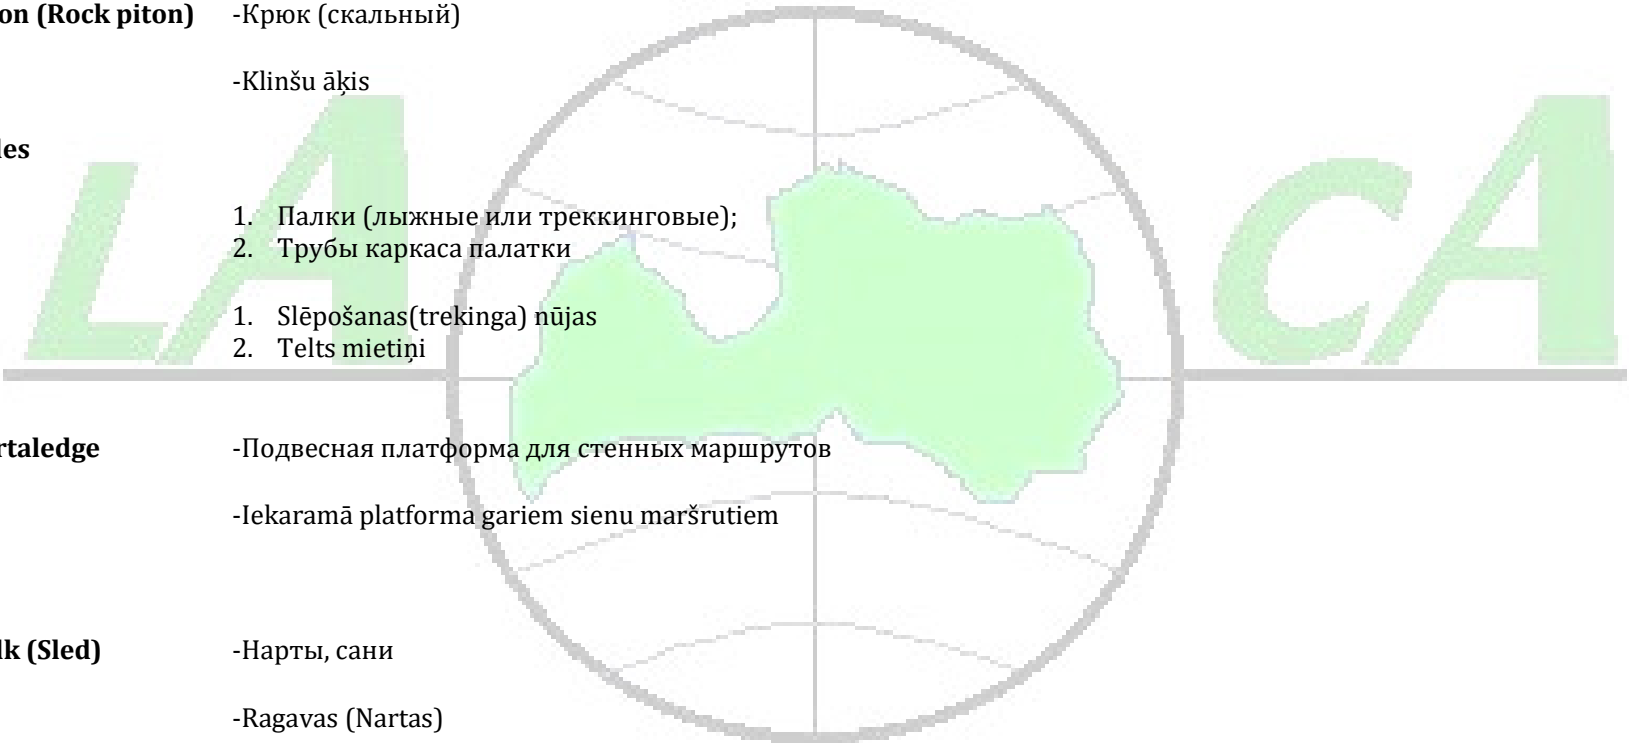 on (Rock piton) -Крюк (скальный)
-Klinšu āķis
les
1. Палки (лыжные или треккинговые);
2. Трубы каркаса палатки
1. Slēpošanas(trekinga) nūjas
2. Telts mietiņi
rtaledge -Подвесная платформа для стенных маршрутов
-Iekaramā platforma gariem sienu maršrutiem
lk (Sled) -Нарты, сани
-Ragavas (Nartas)
LA cA